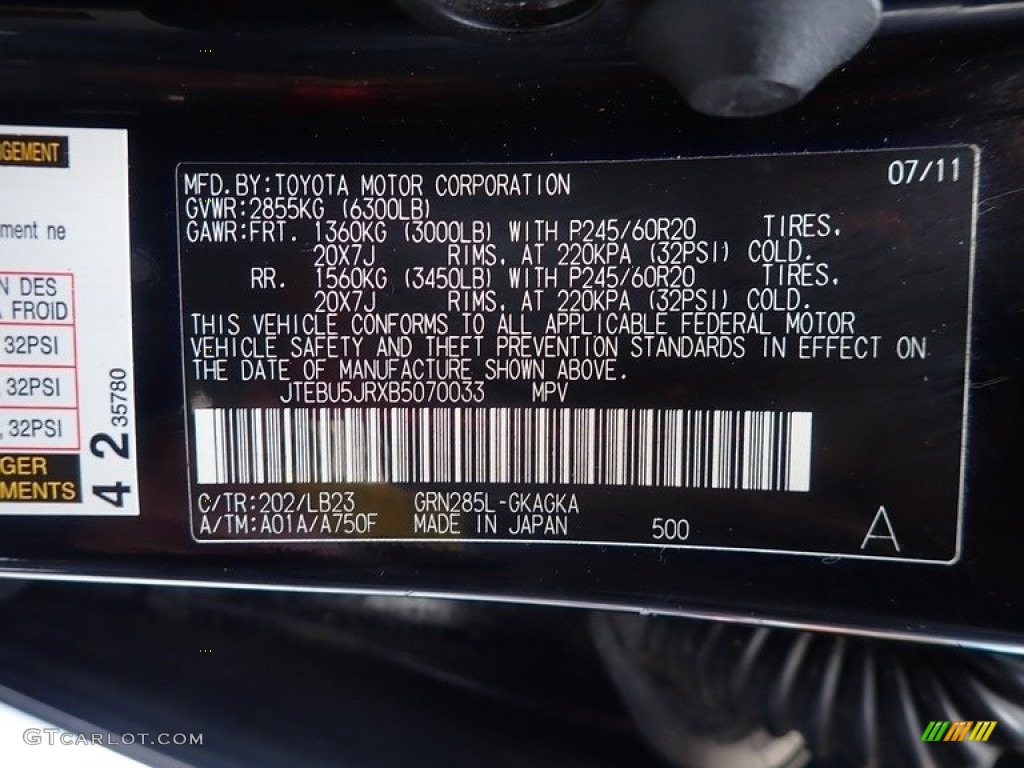 GEMENT
ment ne
N DES
A FROID
32PSI
, 32PSI
, 32PSI
GER
MENTS
4 2 35780
07/11
MFD.BY:TOYOTA MOTOR CORPORATION
GVWR:2855KG (6300LB)
GAWR:FRT. 1360KG (3000LB) WITH P245/60R20 TIRES,
20X7J RIMS, AT 220KPA (32PSI) COLD.
RR. 1560KG (3450LB) WITH P245/60R20 TIRES,
20X7J RIMS, AT 220KPA (32PSI) COLD.
THIS VEHICLE CONFORMS TO ALL APPLICABLE FEDERAL MOTOR
VEHICLE SAFETY AND THEFT PREVENTION STANDARDS IN EFFECT ON
THE DATE OF MANUFACTURE SHOWN ABOVE.
JTEBU5JRXB5070033 MPV
C/TR:202/LB23 GRN285L-GKAGKA
A/TM:A01A/A750F MADE IN JAPAN 500 A
GTCARLOT.COM